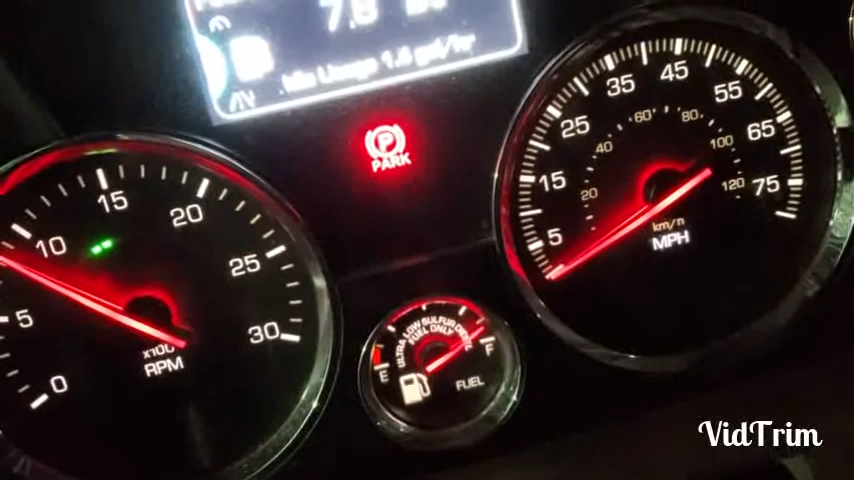 7.8
Idle Usage 1.6 gal/hr
P
PARK
0
5
10
15
20
25
30
x100
RPM
5
15
25
35
45
55
65
75
20
40
60
80
100
120
km/h
MPH
ULTRA LOW SULFUR DIESEL
FUEL ONLY
E
F
FUEL
VidTrim